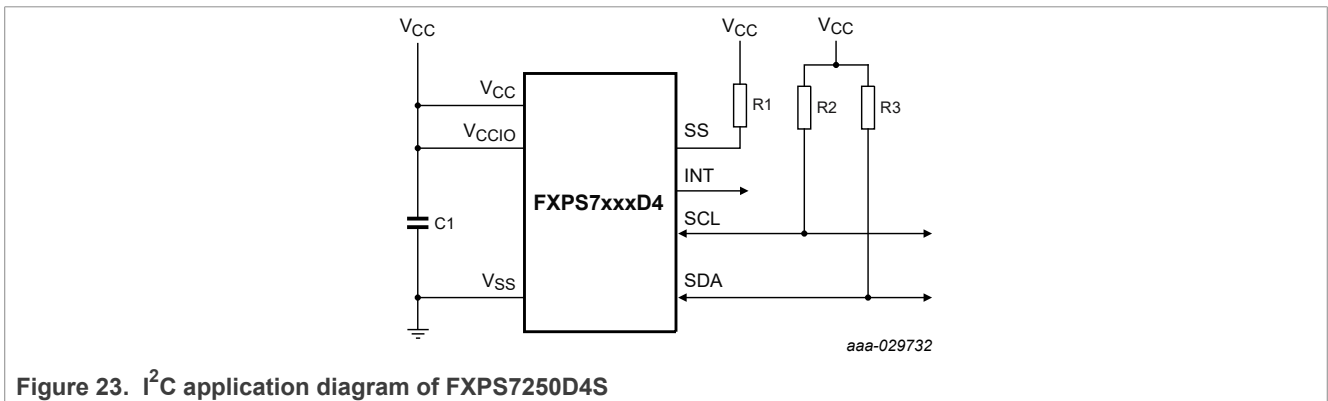 VCC
VCC
VCC
VCC
VCCIO
VSS
C1
FXPS7xxxD4
SS
INT
SCL
SDA
R1
R2
R3
aaa-029732
Figure 23. I²C application diagram of FXPS7250D4S